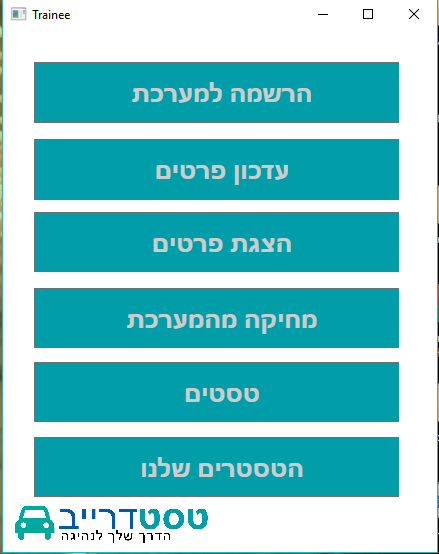 Trainee
הרשמה למערכת
עדכון פרטים
הצגת פרטים
מחיקה מהמערכת
טסטים
הטסטרים שלנו
טסטדרייב
הדרך שלך לנהיגה